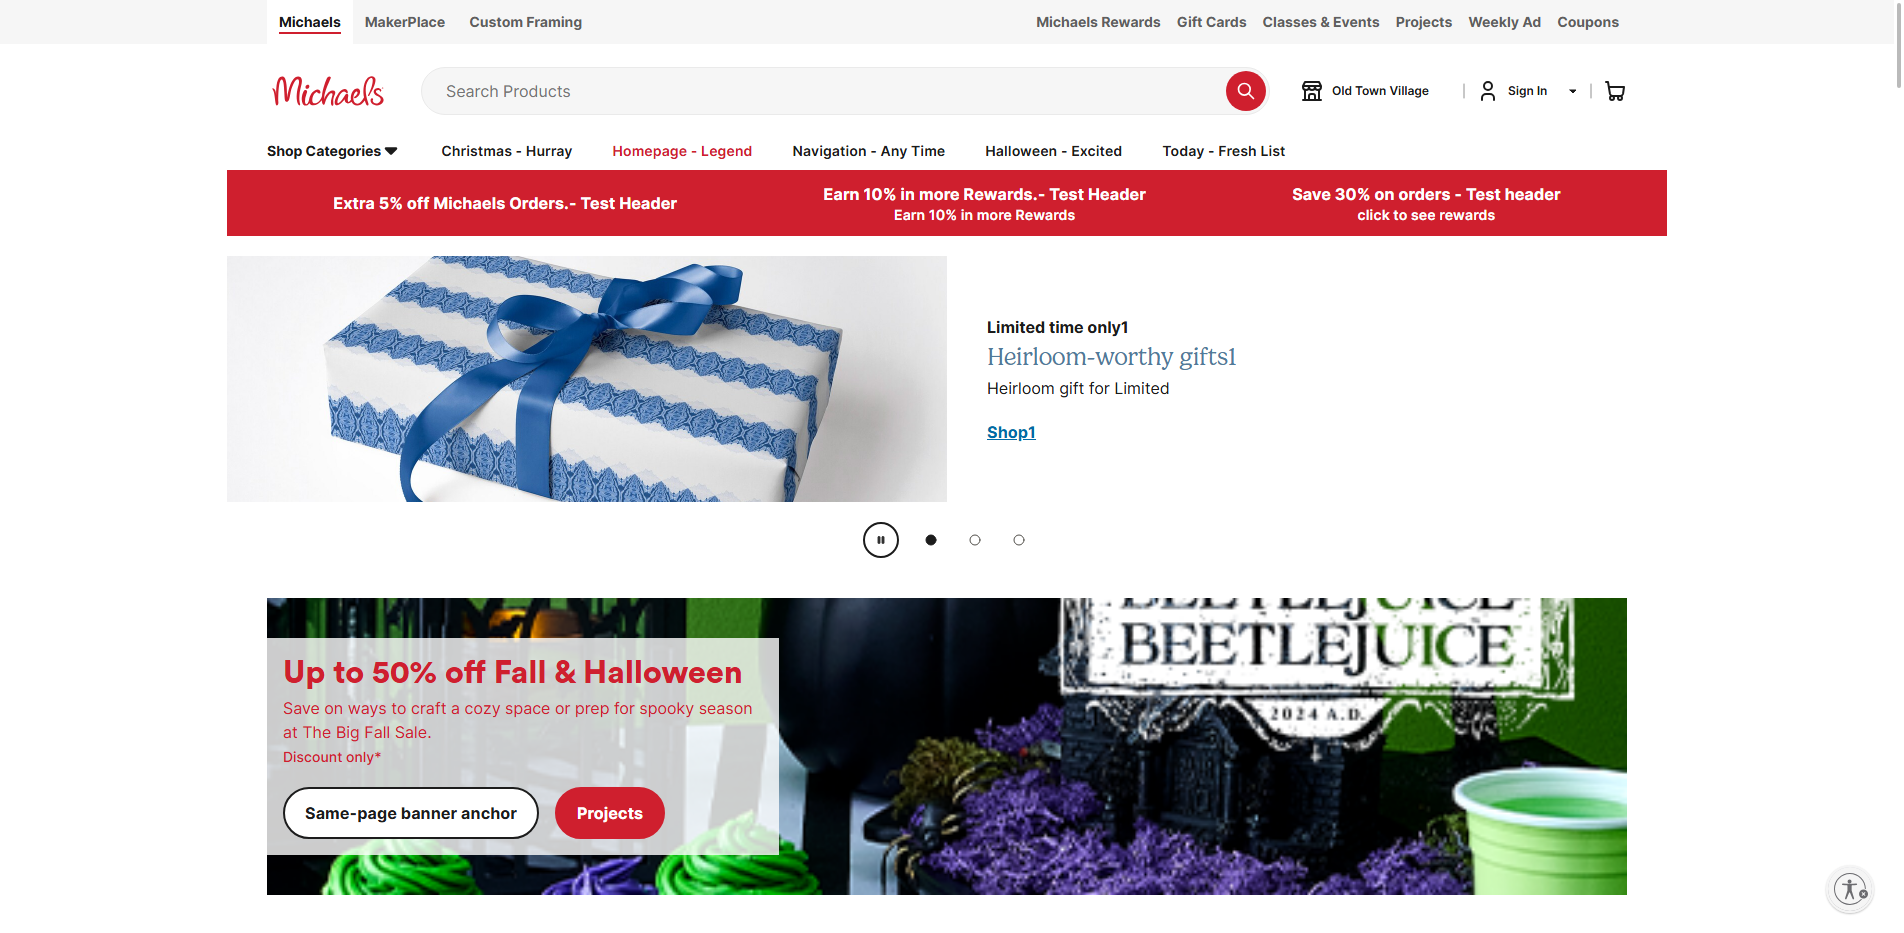 Michaels
MakerPlace
Custom Framing
Michaels Rewards
Gift Cards
Classes & Events
Projects
Weekly Ad
Coupons
Michaels
Search Products
Old Town Village
Sign In
Shop Categories
Christmas - Hurray
Homepage - Legend
Navigation - Any Time
Halloween - Excited
Today - Fresh List
Extra 5% off Michaels Orders.- Test Header
Earn 10% in more Rewards.- Test Header
Earn 10% in more Rewards
Save 30% on orders - Test header
click to see rewards
Limited time only1
Heirloom-worthy gifts1
Heirloom gift for Limited
Shop1
BEETLEJUICE
BEETLEJUICE
2024 A.D.
Up to 50% off Fall & Halloween
Save on ways to craft a cozy space or prep for spooky season
at The Big Fall Sale.
Discount only*
Same-page banner anchor
Projects